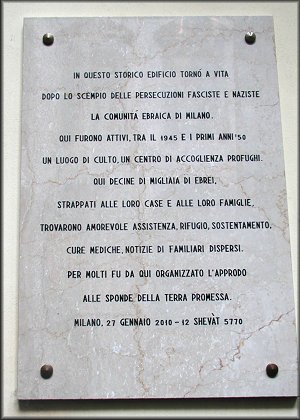 IN QUESTO STORICO EDIFICIO TORNÒ A VITA
DOPO LO SCEMPIO DELLE PERSECUZIONI FASCISTE E NAZISTE
LA COMUNITÀ EBRAICA DI MILANO.
QUI FURONO ATTIVI, TRA IL 1945 E I PRIMI ANNI '50
UN LUOGO DI CULTO, UN CENTRO DI ACCOGLIENZA PROFUGHI.
QUI DECINE DI MIGLIAIA DI EBREI,
STRAPPATI ALLE LORO CASE E ALLE LORO FAMIGLIE,
TROVARONO AMOREVOLE ASSISTENZA, RIFUGIO, SOSTENTAMENTO,
CURE MEDICHE, NOTIZIE DI FAMILIARI DISPERSI.
PER MOLTI FU DA QUI ORGANIZZATO L'APPRODO
ALLE SPONDE DELLA TERRA PROMESSA.
MILANO, 27 GENNAIO 2010 - 12 SHEVÀT 5770